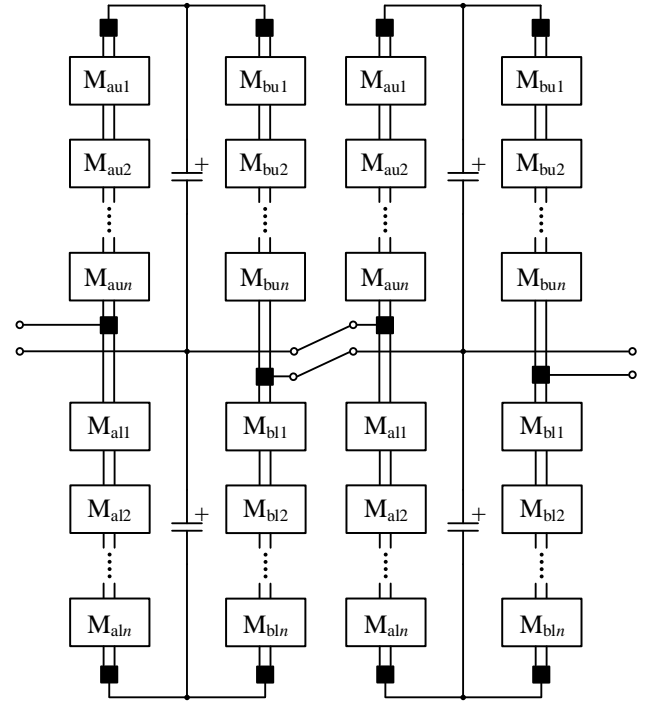 Mau1 Mbu1 Mau1 Mbu1
Mau2 + Mbu2 Mau2 + Mbu2
Maun Mbun Maun Mbun
Mal1 Mbl1 Mal1 Mbl1
Mal2 + Mbl2 Mal2 + Mbl2
Maln Mbln Maln Mbln